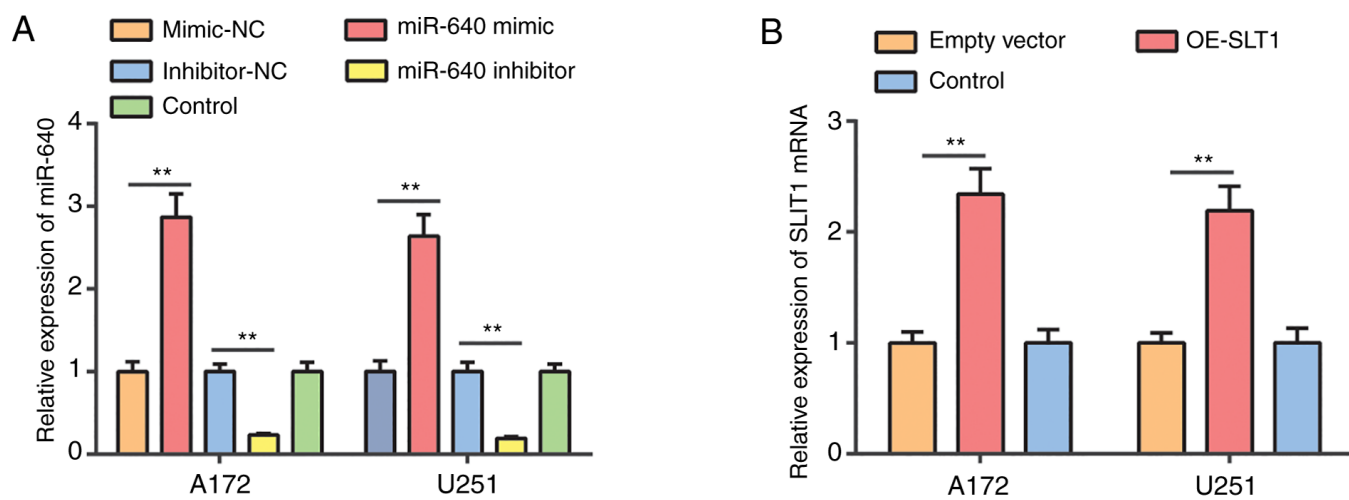 A
Mimic-NC
miR-640 mimic
Inhibitor-NC
miR-640 inhibitor
Control
Relative expression of miR-640
4
3
2
1
0
**
**
**
**
A172
U251
B
Empty vector
OE-SLT1
Control
Relative expression of SLIT1 mRNA
3
2
1
0
**
**
A172
U251